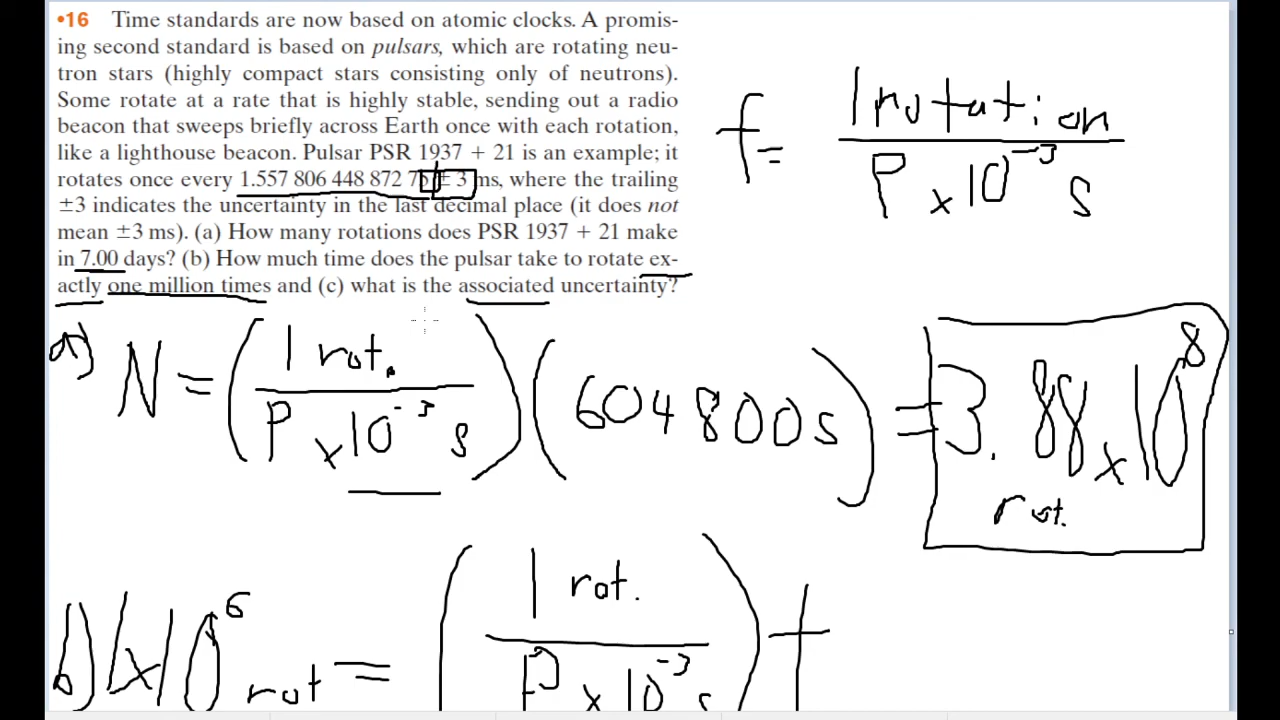 •16 Time standards are now based on atomic clocks. A promis-
ing second standard is based on pulsars, which are rotating neu-
tron stars (highly compact stars consisting only of neutrons).
Some rotate at a rate that is highly stable, sending out a radio
beacon that sweeps briefly across Earth once with each rotation,
like a lighthouse beacon. Pulsar PSR 1937 + 21 is an example; it
rotates once every 1.557 806 448 872 75 ± 3 ms, where the trailing
±3 indicates the uncertainty in the last decimal place (it does not
mean ±3 ms). (a) How many rotations does PSR 1937 + 21 make
in 7.00 days? (b) How much time does the pulsar take to rotate ex-
actly one million times and (c) what is the associated uncertainty?
f = 1 rotation / P x 10^-3 s
a) N = (1 rot. / P x 10^-3 s) (604800s) = 3.88 x 10^8 rot.
b) 1x10^6 rot = (1 rot. / P x 10^-3 s) t